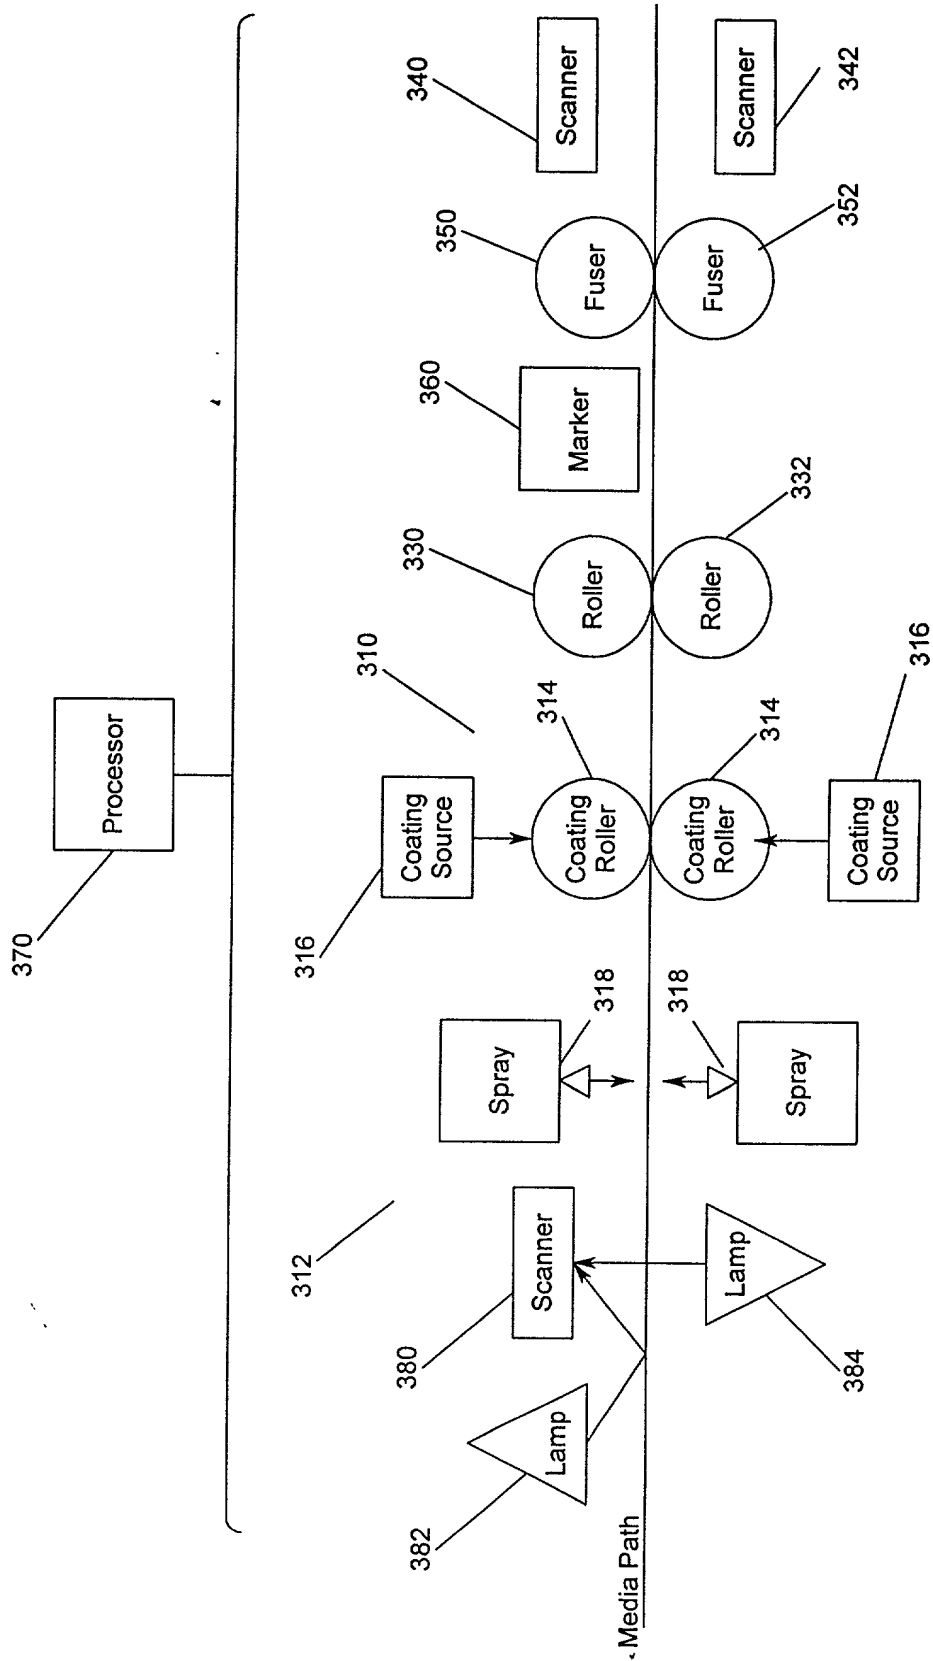 370
Processor
310
316
Coating
Source
312
382
Lamp
380
Scanner
Spray
318
Coating
Roller
314
330
Roller
360
Marker
350
Fuser
340
Scanner
Media Path
384
Lamp
318
Spray
Coating
Roller
314
Coating
Source
316
Roller
332
Fuser
352
Scanner
342